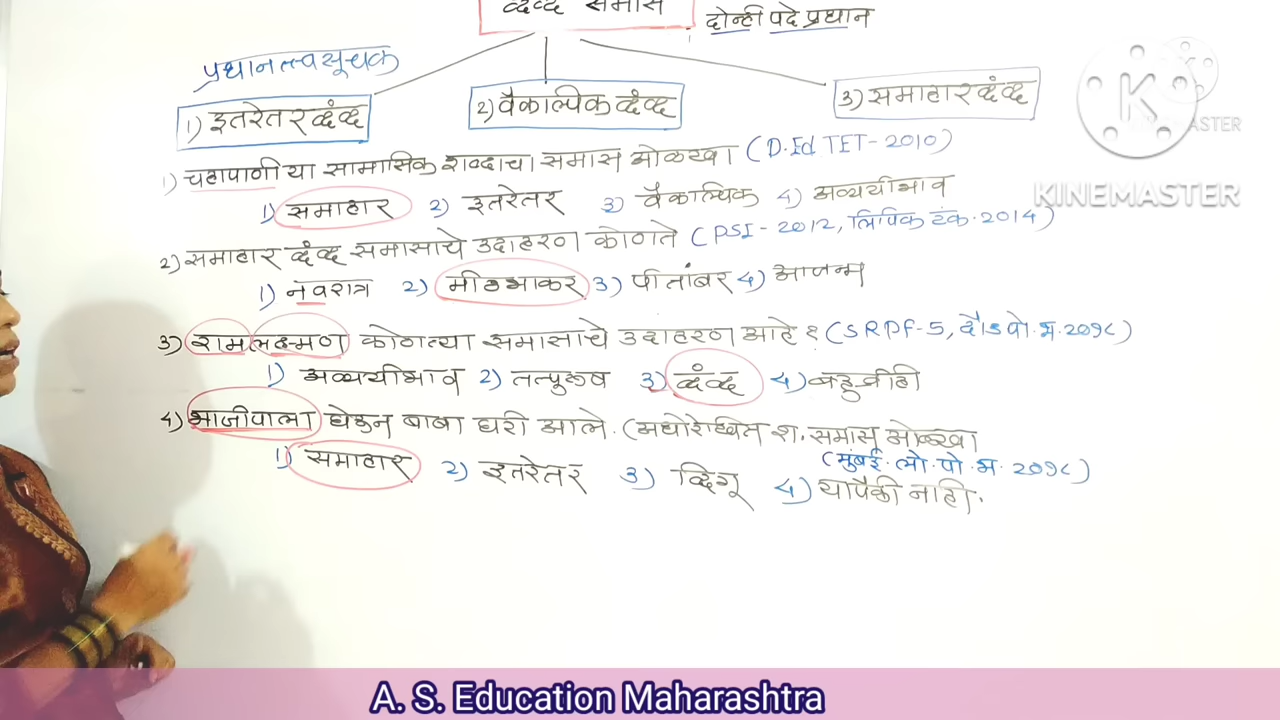 द्वंद्व समास
दोन्ही पदे प्रधान
प्रधानतत्वसूचक
1) इतरेतर द्वंद्व
2) वैकल्पिक द्वंद्व
3) समाहार द्वंद्व
1) चहापाणी या सामासिक शब्दाचा समास ओळखा (D.Ed TET-2010)
1) समाहार 2) इतरेतर 3) वैकल्पिक 4) अव्ययीभाव
2) समाहार द्वंद्व समासाचे उदाहरण कोणते (PSI-2012, लिपिक टंक.2014)
1) नवरात्र 2) मीठभाकर 3) पीतांबर 4) आजन्म
3) रामलक्ष्मण कोणत्या समासाचे उदाहरण आहे ? (SRPF-5, दौंड पो.भ.2018)
1) अव्ययीभाव 2) तत्पुरुष 3) द्वंद्व 4) बहुव्रीही
4) भाजीपाला घेऊन बाबा घरी आले. (अधोरेखित श. समास ओळखा
(मुंबई.लो.पो.भ.2018)
1) समाहार 2) इतरेतर 3) द्विगू 4) यापैकी नाही.
K
KINEMASTER
A. S. Education Maharashtra